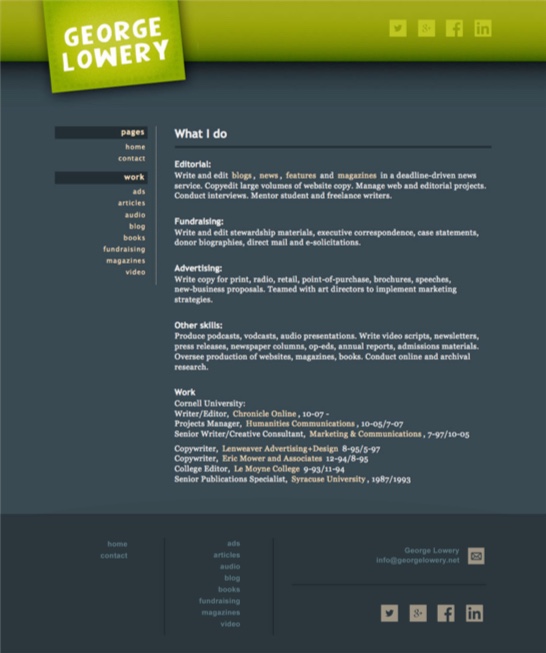 GEORGE
LOWERY
pages
home
contact
work
ads
articles
audio
blog
books
fundraising
magazines
video
What I do
Editorial:
Write and edit blogs, news, features and magazines in a deadline-driven news
service. Copyedit large volumes of website copy. Manage web and editorial projects.
Conduct interviews. Mentor student and freelance writers.
Fundraising:
Write and edit stewardship materials, executive correspondence, case statements,
donor biographies, direct mail and e-solicitations.
Advertising:
Write copy for print, radio, retail, point-of-purchase, brochures, speeches,
new-business proposals. Teamed with art directors to implement marketing
strategies.
Other skills:
Produce podcasts, vodcasts, audio presentations. Write video scripts, newsletters,
press releases, newspaper columns, op-eds, annual reports, admissions materials.
Oversee production of websites, magazines, books. Conduct online and archival
research.
Work
Cornell University:
Writer/Editor, Chronicle Online, 10-07 -
Projects Manager, Humanities Communications, 10-05/7-07
Senior Writer/Creative Consultant, Marketing & Communications, 7-97/10-05
Copywriter, Lenweaver Advertising+Design 8-95/5-97
Copywriter, Eric Mower and Associates 12-94/8-95
College Editor, Le Moyne College 9-93/11-94
Senior Publications Specialist, Syracuse University, 1987/1993
home
contact
ads
articles
audio
blog
books
fundraising
magazines
video
George Lowery
info@georgelowery.net